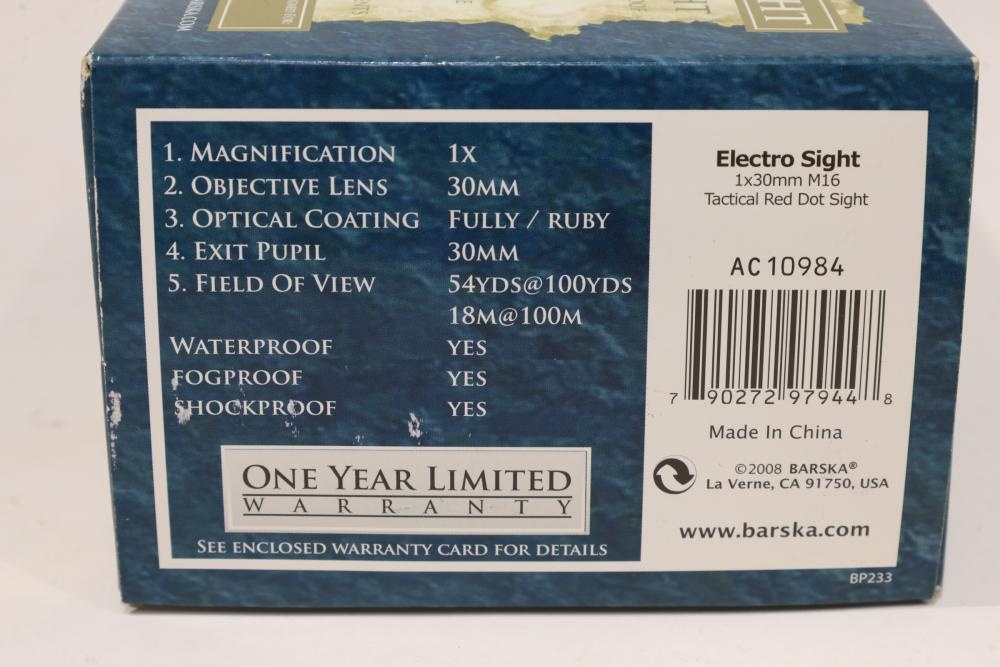 1. Magnification 1x
2. Objective Lens 30mm
3. Optical Coating Fully / ruby
4. Exit Pupil 30mm
5. Field Of View 54yds@100yds
18m@100m
Waterproof yes
Fogproof yes
Shockproof yes
One Year Limited
WARRANTY
See enclosed warranty card for details
Electro Sight
1x30mm M16
Tactical Red Dot Sight
AC10984
7 90272 97944 8
Made In China
©2008 BARSKA®
La Verne, CA 91750, USA
www.barska.com
BP233